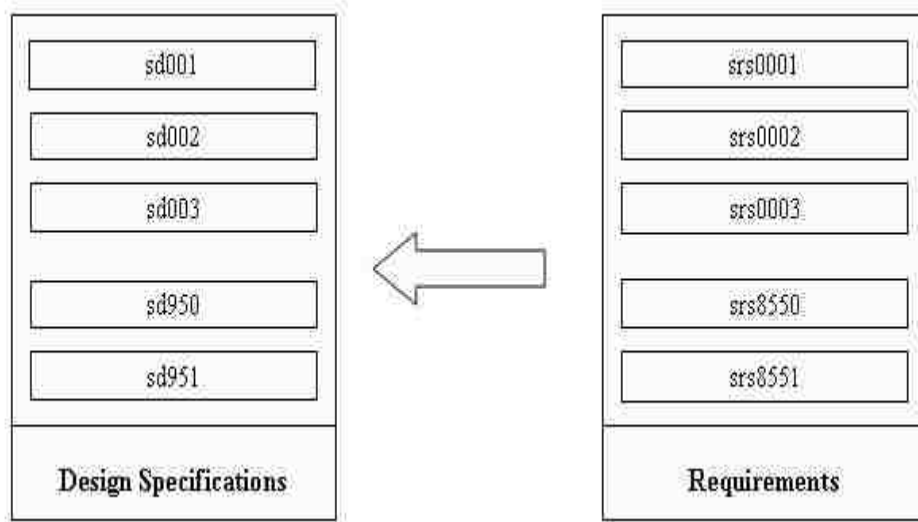 sd001
sd002
sd003
sd950
sd951
Design Specifications
srs0001
srs0002
srs0003
srs8550
srs8551
Requirements